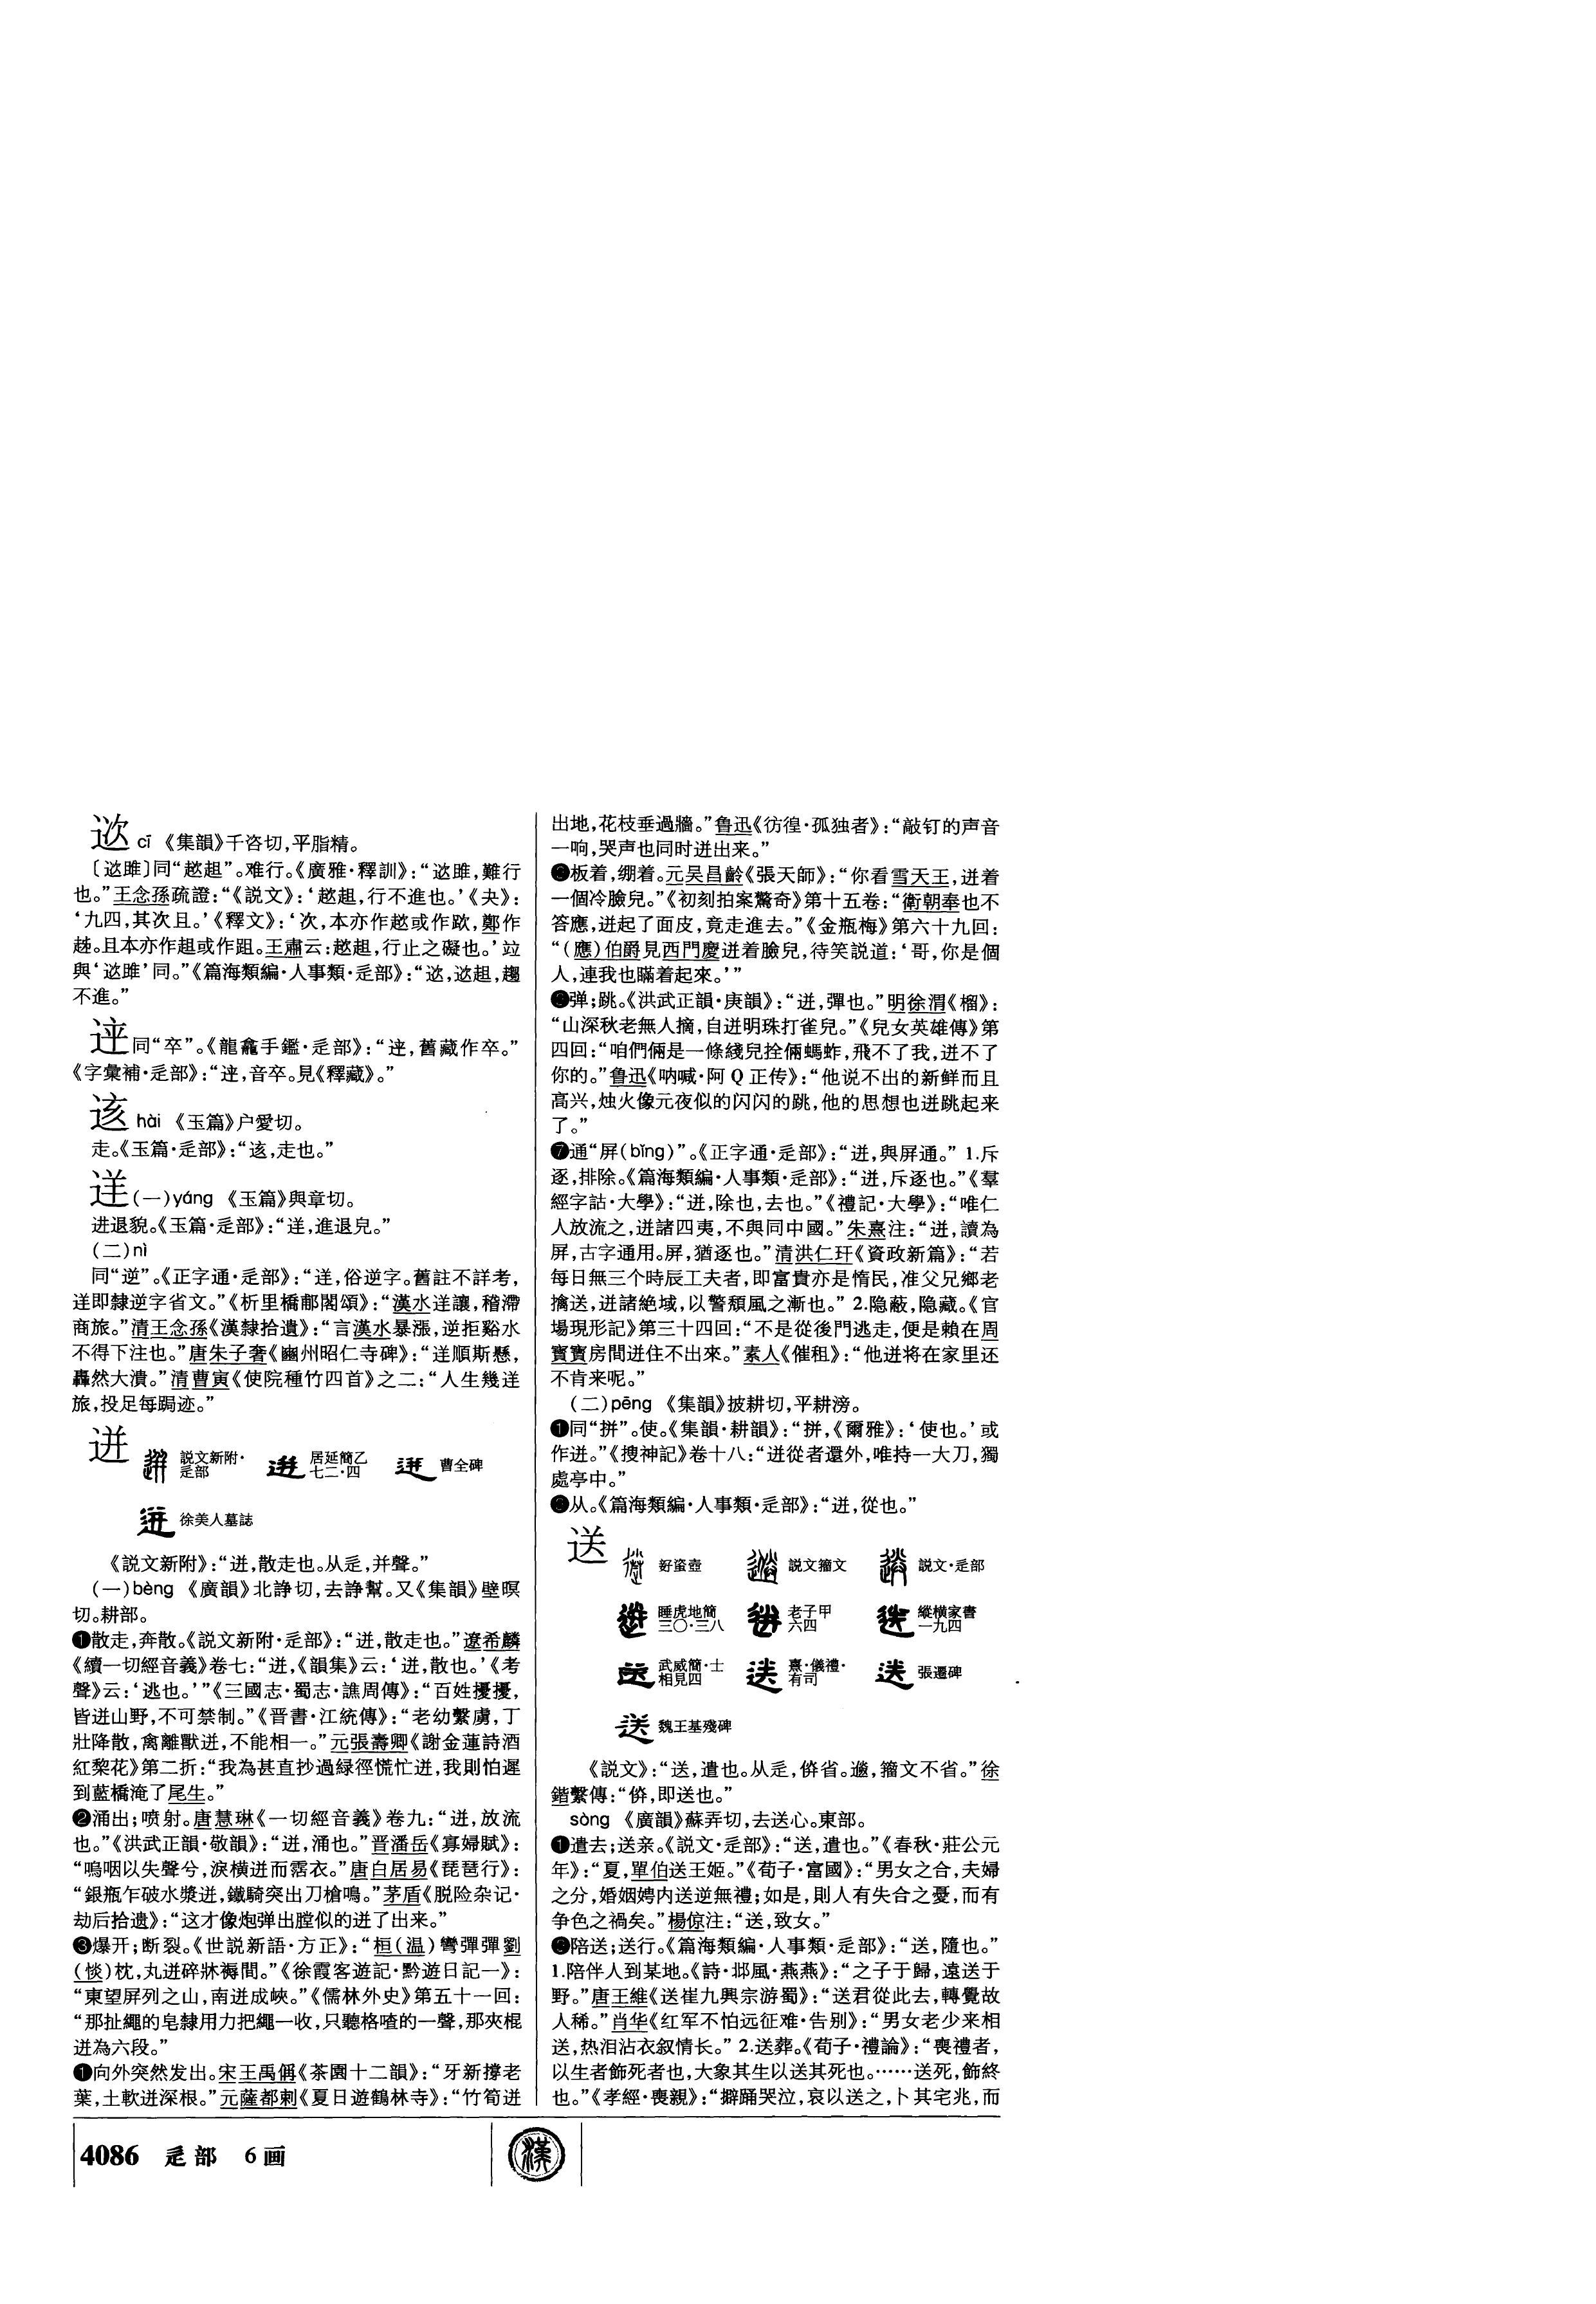 䢋 cī 《集韻》千咨切,平脂精。
〔䢋雎〕同“趑趄”。难行。《廣雅·釋訓》:“䢋雎,難行
也。”王念孫疏證:“《説文》:‘趑趄,行不進也。’《夬》:
‘九四,其次且。’《釋文》:‘次,本亦作趑或作趀,鄭作
趀。且本亦作趄或作跙。王肅云:趑趄,行止之礙也。’竝
與‘䢋雎’同。”《篇海類編·人事類·辵部》:“䢋,䢋趄,趨
不進。”
同“卒”。《龍龕手鑑·辵部》:“,舊藏作卒。”
《字彙補·辵部》:“,音卒。見《釋藏》。”
hài 《玉篇》户愛切。
走。《玉篇·辵部》:“,走也。”
(一)yáng 《玉篇》與章切。
进退貌。《玉篇·辵部》:“,進退皃。”
(二)nì
同“逆”。《正字通·辵部》:“,俗逆字。舊註不詳考,
即隸逆字省文。”《析里橋郙閣頌》:“漢水讓,稽滯
商旅。”清王念孫《漢隸拾遺》:“言漢水暴漲,逆拒谿水
不得下注也。”唐朱子奢《豳州昭仁寺碑》:“順斯懸,
轟然大潰。”清曹寅《使院種竹四首》之二:“人生幾
旅,投足每跼迹。”
迸 説文新附·辵部 居延簡乙七二·四 曹全碑
徐美人墓誌
《説文新附》:“迸,散走也。从辵,并聲。”
(一)bèng 《廣韻》北諍切,去諍幫。又《集韻》壁暝
切。耕部。
❶散走,奔散。《説文新附·辵部》:“迸,散走也。”遼希麟
《續一切經音義》卷七:“迸,《韻集》云:‘迸,散也。’《考
聲》云:‘逃也。’”《三國志·蜀志·譙周傳》:“百姓擾擾,
皆迸山野,不可禁制。”《晋書·江統傳》:“老幼繫虜,丁
壯降散,禽離獸迸,不能相一。”元張壽卿《謝金蓮詩酒
紅梨花》第二折:“我為甚直抄過緑徑慌忙迸,我則怕遲
到藍橋淹了尾生。”
❷涌出;喷射。唐慧琳《一切經音義》卷九:“迸,放流
也。”《洪武正韻·敬韻》:“迸,涌也。”晋潘岳《寡婦賦》:
“嗚咽以失聲兮,淚横迸而霑衣。”唐白居易《琵琶行》:
“銀瓶乍破水漿迸,鐵騎突出刀槍鳴。”茅盾《脱险杂记·
劫后拾遗》:“这才像炮弹出膛似的迸了出来。”
❸爆开;断裂。《世説新語·方正》:“桓(温)彎彈彈劉
(惔)枕,丸迸碎牀褥間。”《徐霞客遊記·黔遊日記一》:
“東望屏列之山,南迸成峽。”《儒林外史》第五十一回:
“那扯繩的皂隸用力把繩一收,只聽格喳的一聲,那夾棍
迸為六段。”
❶向外突然发出。宋王禹偁《茶園十二韻》:“牙新撐老
葉,土軟迸深根。”元薩都剌《夏日遊鶴林寺》:“竹筍迸
出地,花枝垂過牆。”鲁迅《彷徨·孤独者》:“敲钉的声音
一响,哭声也同时迸出来。”
板着,绷着。元吴昌齡《張天師》:“你看雪天王,迸着
一個冷臉兒。”《初刻拍案驚奇》第十五卷:“衛朝奉也不
答應,迸起了面皮,竟走進去。”《金瓶梅》第六十九回:
“(應)伯爵見西門慶迸着臉兒,待笑説道:‘哥,你是個
人,連我也瞞着起來。’”
弹;跳。《洪武正韻·庚韻》:“迸,彈也。”明徐渭《榴》:
“山深秋老無人摘,自迸明珠打雀兒。”《兒女英雄傳》第
四回:“咱們倆是一條綫兒拴倆螞蚱,飛不了我,迸不了
你的。”鲁迅《呐喊·阿Q正传》:“他说不出的新鲜而且
高兴,烛火像元夜似的闪闪的跳,他的思想也迸跳起来
了。”
❼通“屏(bǐng)”。《正字通·辵部》:“迸,與屏通。”1.斥
逐,排除。《篇海類編·人事類·辵部》:“迸,斥逐也。”《羣
經字詁·大學》:“迸,除也,去也。”《禮記·大學》:“唯仁
人放流之,迸諸四夷,不與同中國。”朱熹注:“迸,讀為
屏,古字通用。屏,猶逐也。”清洪仁玕《資政新篇》:“若
每日無三个時辰工夫者,即富貴亦是惰民,准父兄鄉老
擒送,迸諸絶域,以警頽風之漸也。”2.隐蔽,隐藏。《官
場現形記》第三十四回:“不是從後門逃走,便是賴在周
寶寶房間迸住不出來。”素人《催租》:“他迸将在家里还
不肯来呢。”
(二)pēng 《集韻》披耕切,平耕滂。
❶同“拼”。使。《集韻·耕韻》:“拼,《爾雅》:‘使也。’或
作迸。”《搜神記》卷十八:“迸從者還外,唯持一大刀,獨
處亭中。”
从。《篇海類編·人事類·辵部》:“迸,從也。”
送 好䖵壺 説文籀文 説文·辵部
睡虎地簡三〇·三八 老子甲六四 縱横家書一九四
武威簡·士相見四 熹·儀禮·有司 張遷碑
魏王基殘碑
《説文》:“送,遣也。从辵,倴省。𨕩,籀文不省。”徐
鍇繫傳:“倴,即送也。”
sòng 《廣韻》蘇弄切,去送心。東部。
❶遣去;送亲。《説文·辵部》:“送,遣也。”《春秋·莊公元
年》:“夏,單伯送王姬。”《荀子·富國》:“男女之合,夫婦
之分,婚姻娉内送逆無禮;如是,則人有失合之憂,而有
争色之禍矣。”楊倞注:“送,致女。”
陪送;送行。《篇海類編·人事類·辵部》:“送,隨也。”
1.陪伴人到某地。《詩·邶風·燕燕》:“之子于歸,遠送于
野。”唐王維《送崔九興宗游蜀》:“送君從此去,轉覺故
人稀。”肖华《红军不怕远征难·告别》:“男女老少来相
送,热泪沾衣叙情长。”2.送葬。《荀子·禮論》:“喪禮者,
以生者飾死者也,大象其生以送其死也。……送死,飾終
也。”《孝經·喪親》:“擗踊哭泣,哀以送之,卜其宅兆,而
4086 辵部 6画
漢